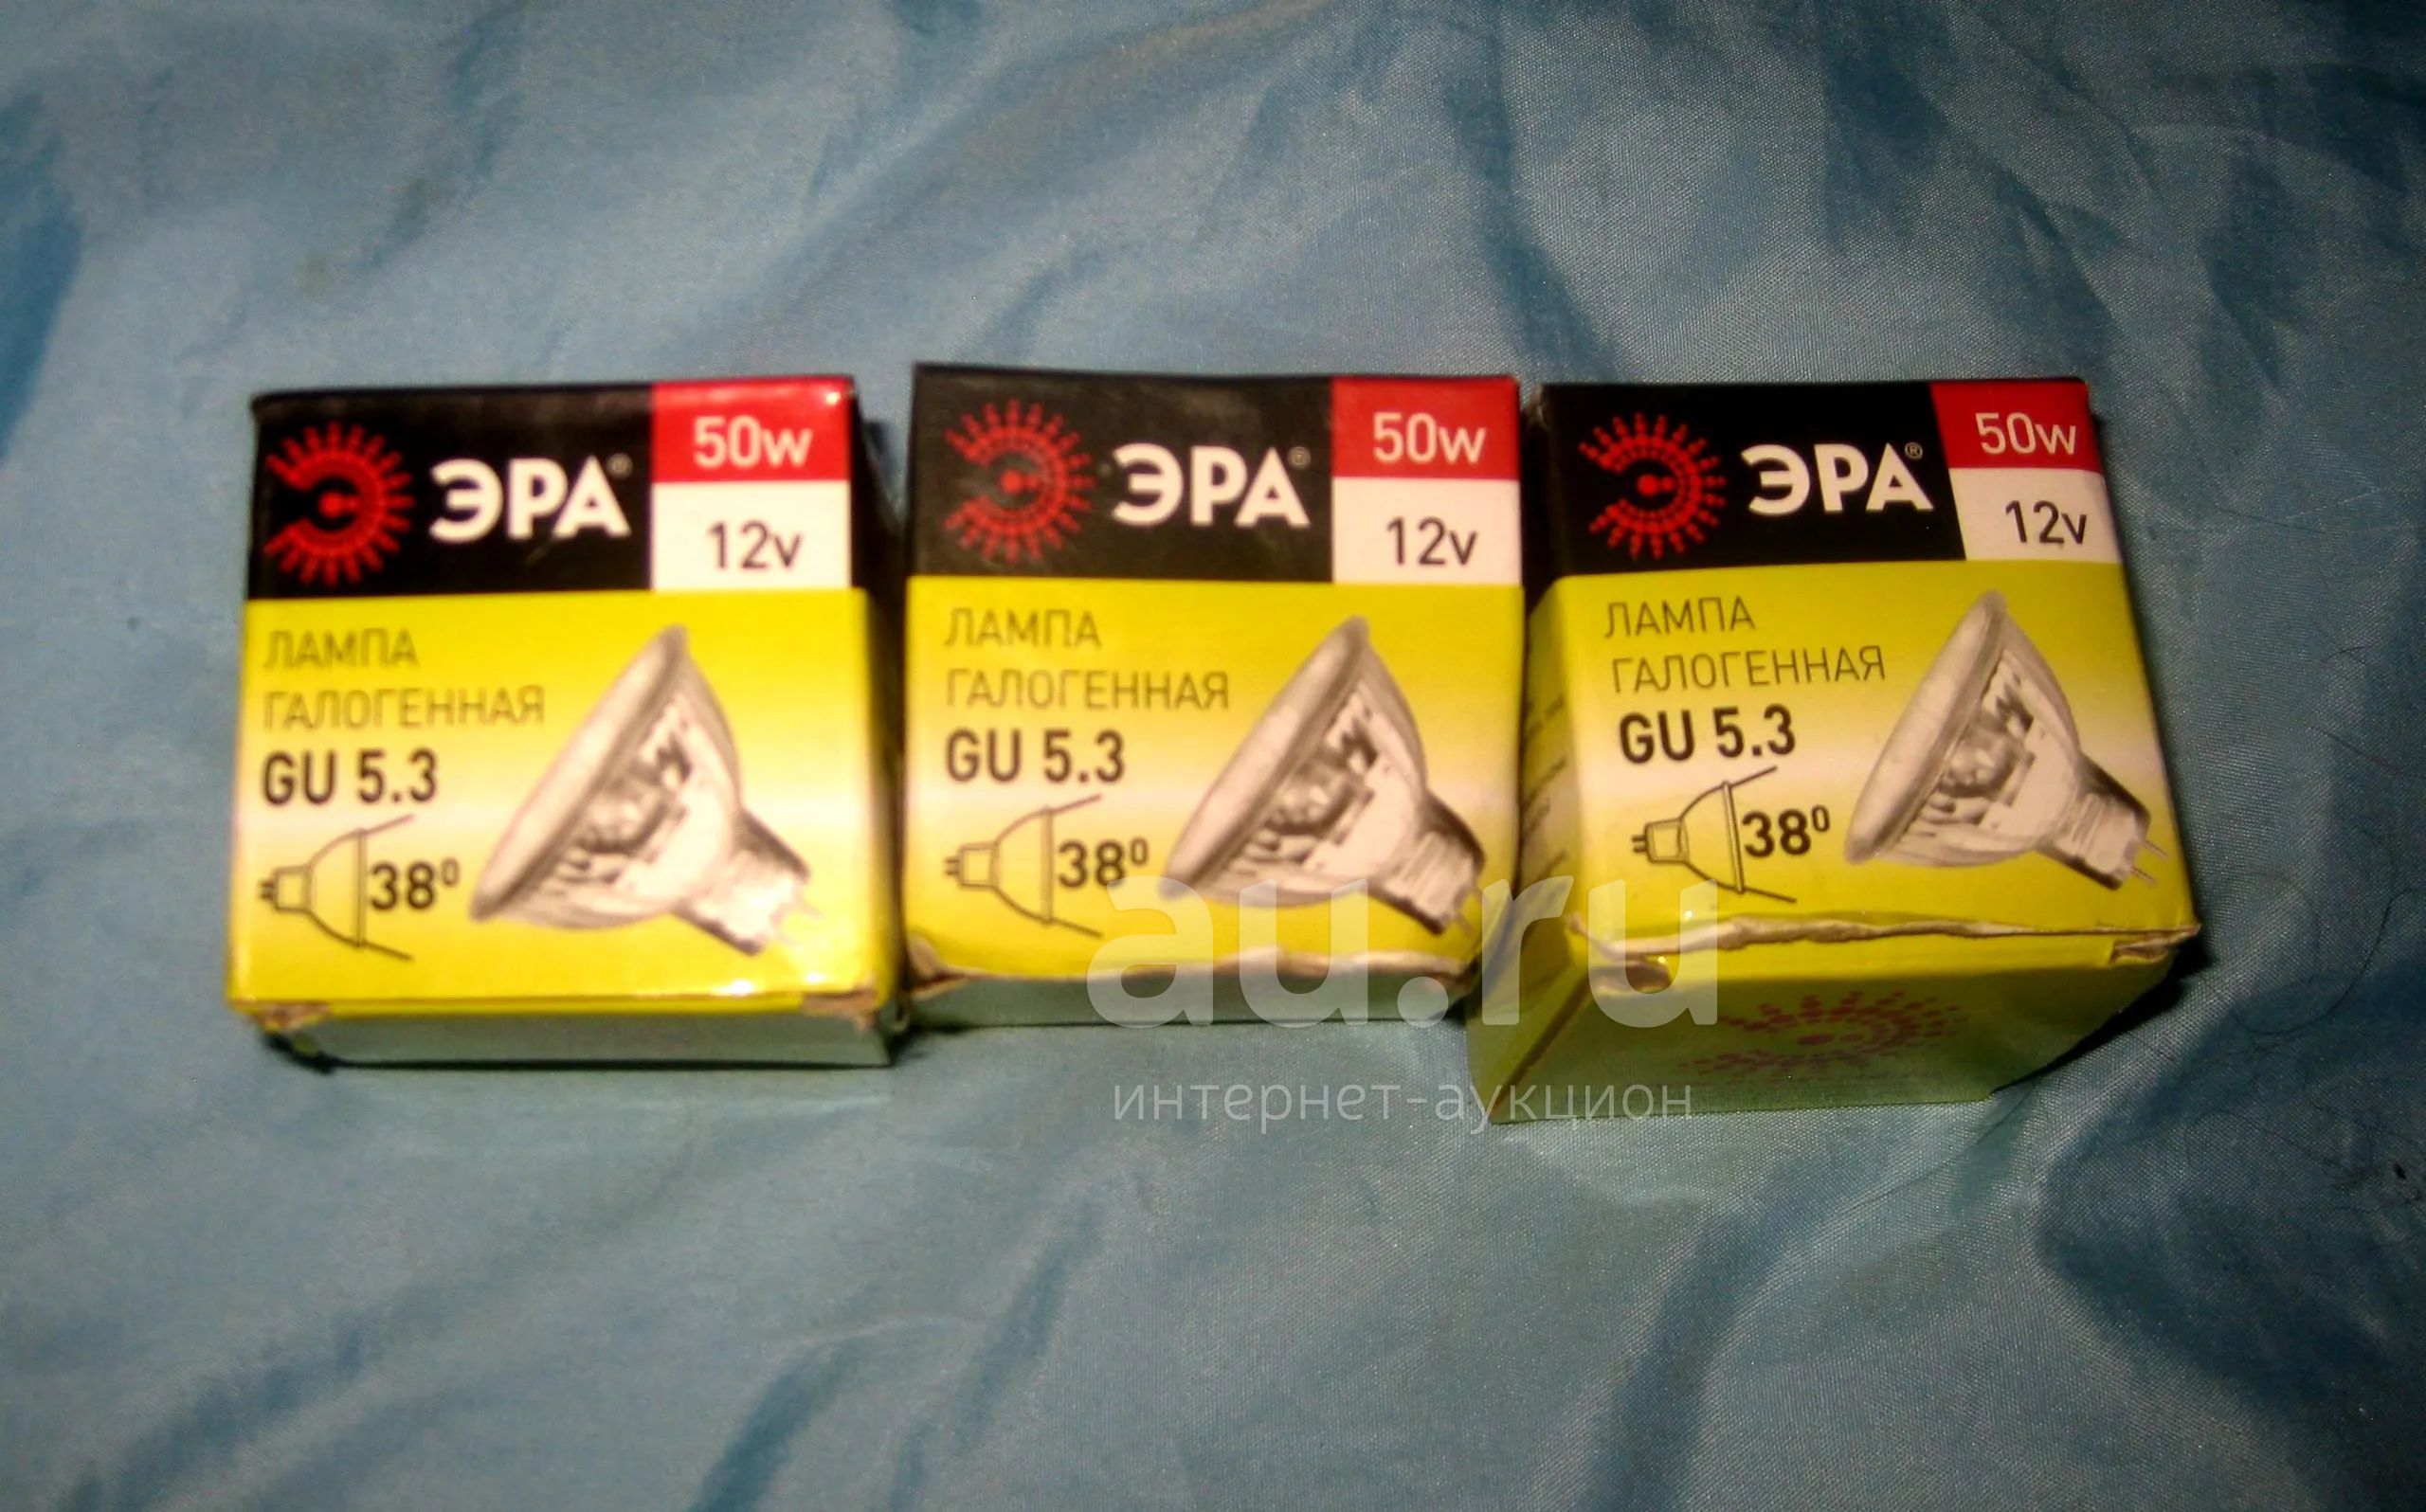 ЭРА®
50w
12v
ЛАМПА
ГАЛОГЕННАЯ
GU 5.3
38⁰
ЭРА®
50w
12v
ЛАМПА
ГАЛОГЕННАЯ
GU 5.3
38⁰
ЭРА®
50w
12v
ЛАМПА
ГАЛОГЕННАЯ
GU 5.3
38⁰
au.ru
интернет-аукцион